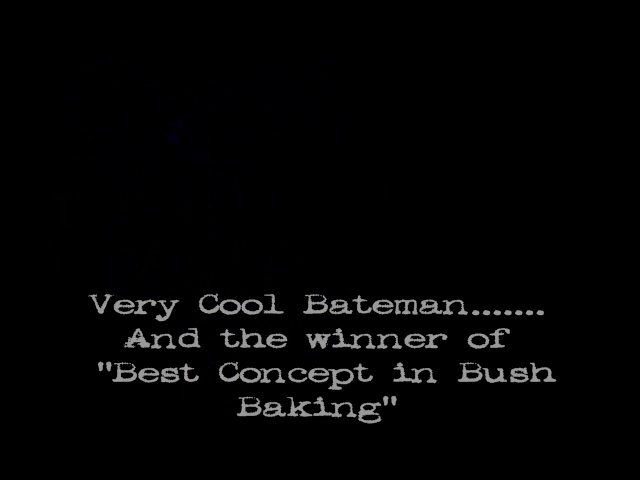 Very Cool Bateman.......
And the winner of
"Best Concept in Bush
Baking"